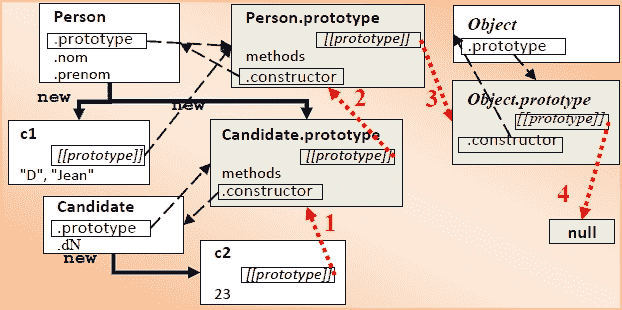 Person
.prototype
.nom
.prenom
new
new
Person.prototype
[[prototype]]
methods
.constructor
Object
.prototype
Object.prototype
[[prototype]]
.constructor
null
c1
[[prototype]]
"D", "Jean"
Candidate.prototype
[[prototype]]
methods
.constructor
Candidate
.prototype
.dN
new
c2
[[prototype]]
23
1
2
3
4